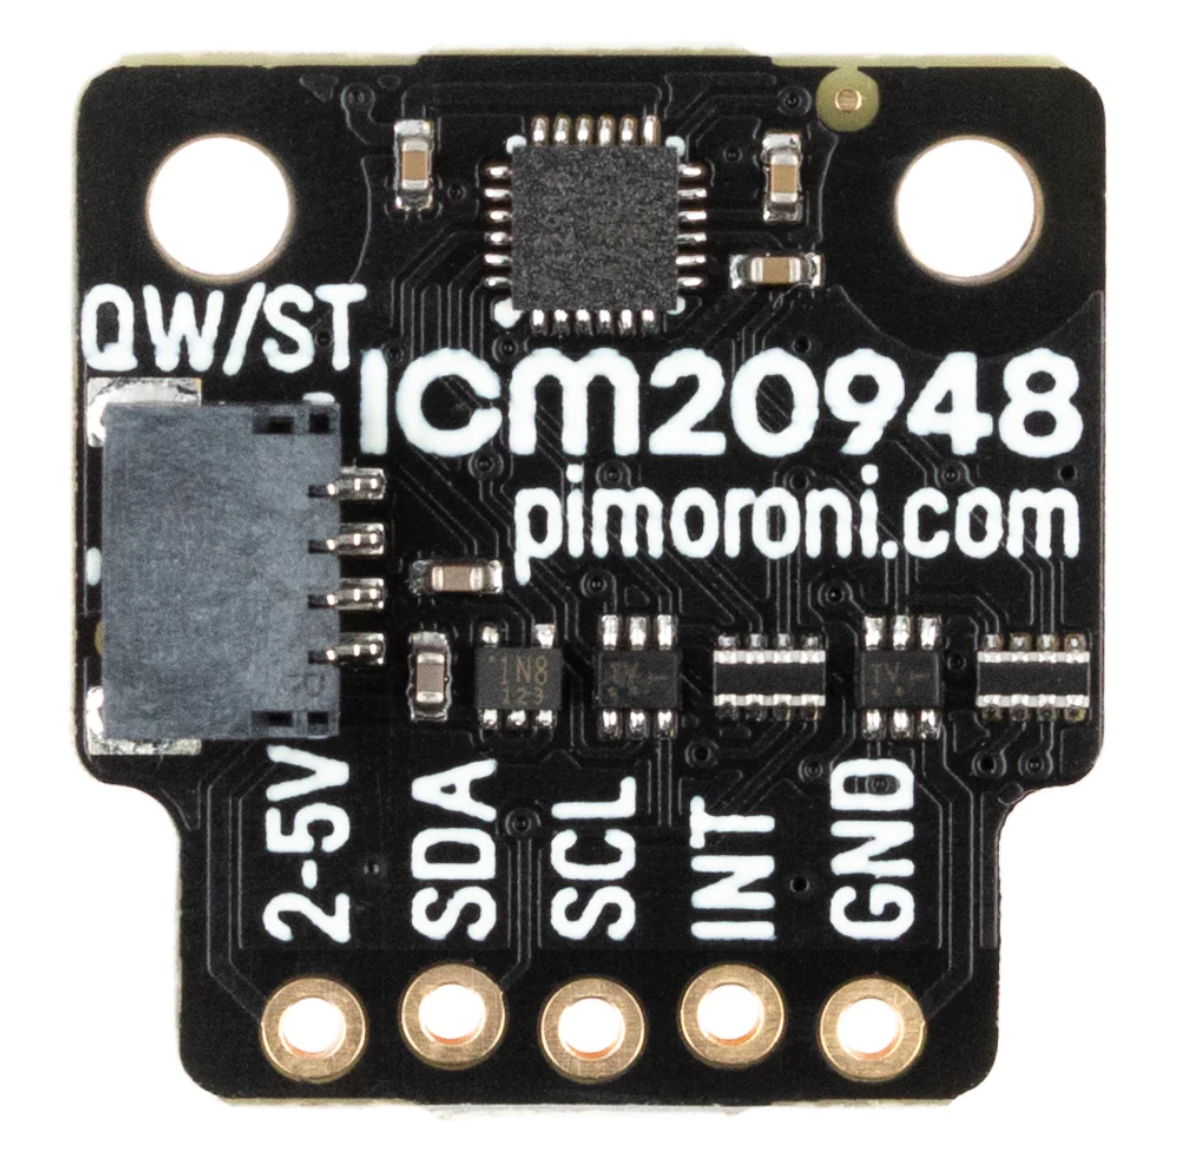 QW/ST
ICM20948
pimoroni.com
1N8
123
2-5V
SDA
SCL
INT
GND